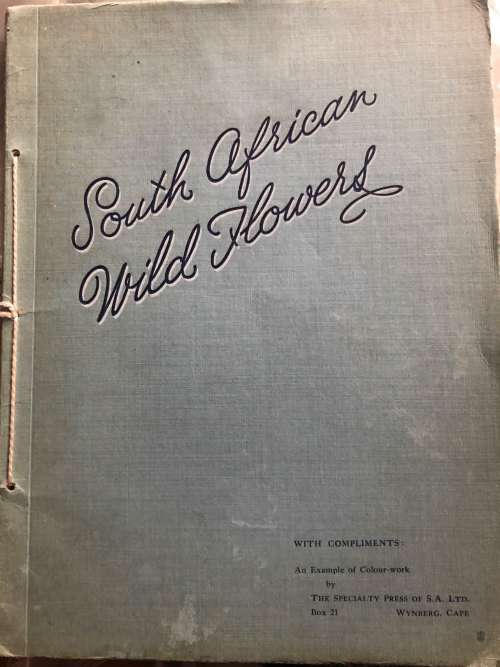 South African
Wild Flowers
WITH COMPLIMENTS:
An Example of Colour-work
by
THE SPECIALTY PRESS OF S.A. LTD.
Box 21 WYNBERG, CAPE